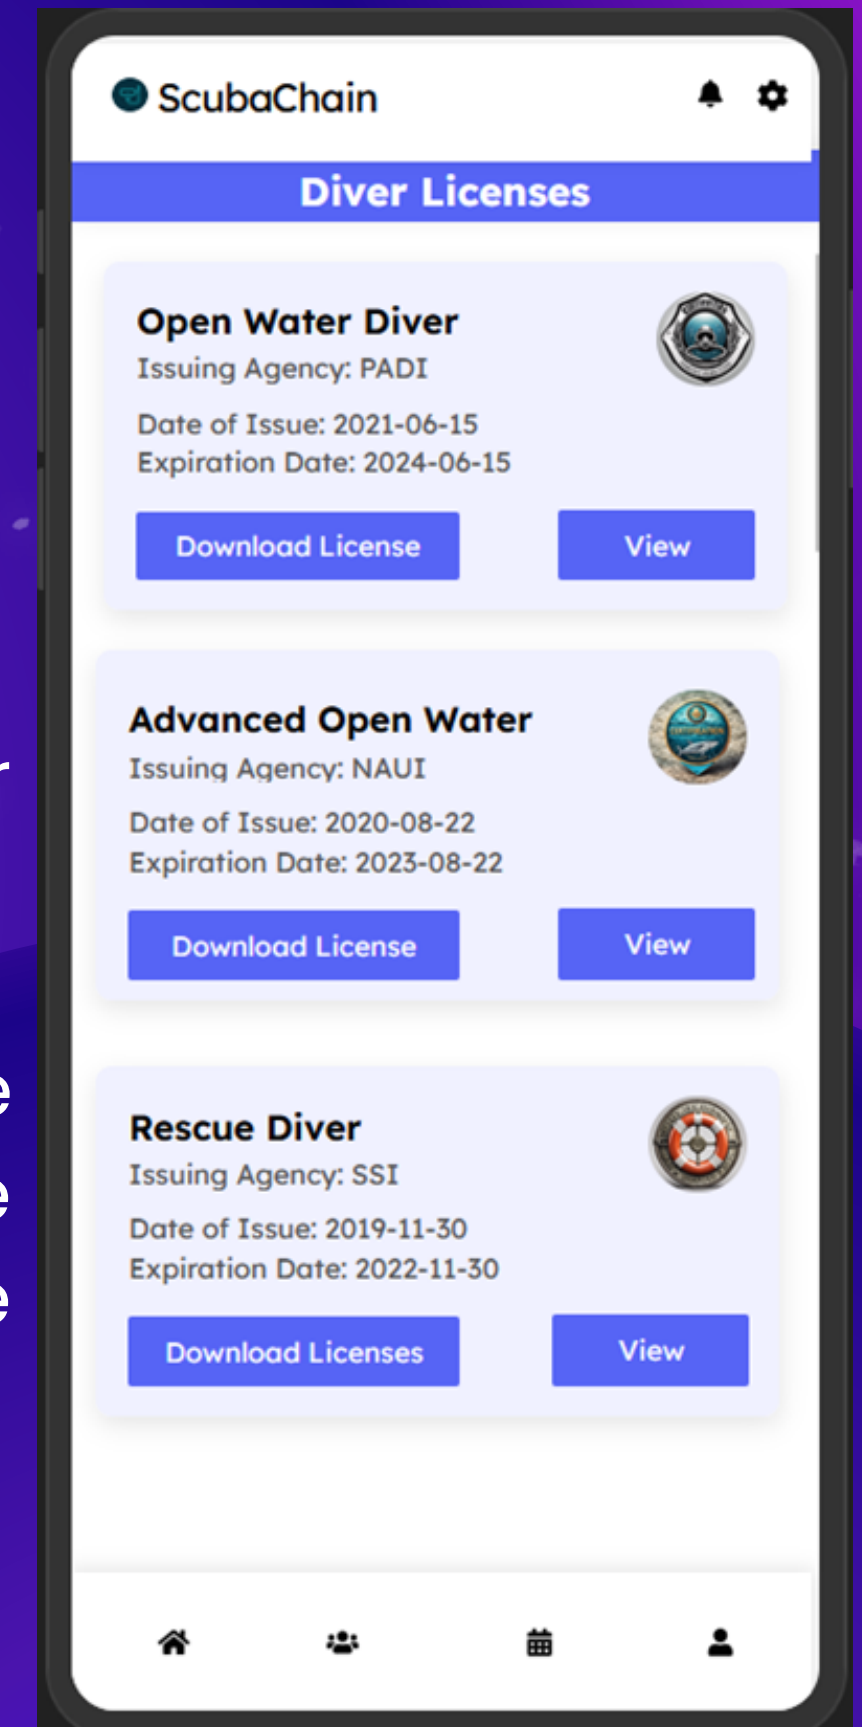 ScubaChain
Diver Licenses
Open Water Diver
Issuing Agency: PADI
Date of Issue: 2021-06-15
Expiration Date: 2024-06-15
Download License
View
Advanced Open Water
Issuing Agency: NAUI
Date of Issue: 2020-08-22
Expiration Date: 2023-08-22
Download License
View
Rescue Diver
Issuing Agency: SSI
Date of Issue: 2019-11-30
Expiration Date: 2022-11-30
Download Licenses
View